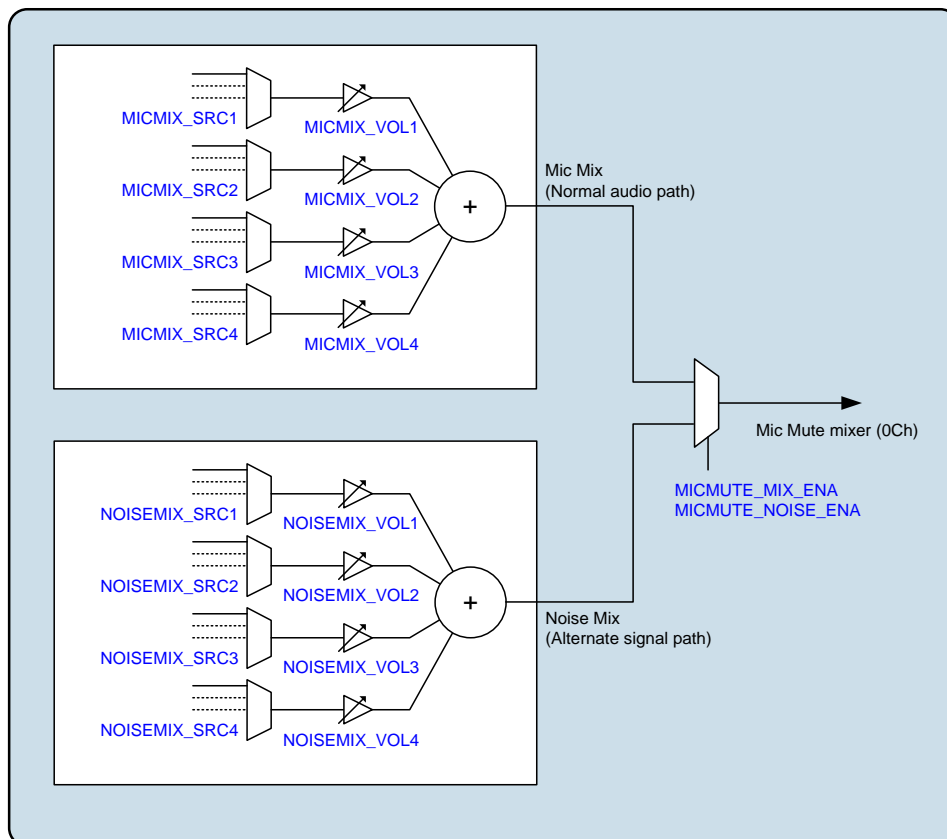 MICMIX_SRC1
MICMIX_VOL1
MICMIX_SRC2
MICMIX_VOL2
MICMIX_SRC3
MICMIX_VOL3
MICMIX_SRC4
MICMIX_VOL4
+
Mic Mix
(Normal audio path)
Mic Mute mixer (0Ch)
MICMUTE_MIX_ENA
MICMUTE_NOISE_ENA
NOISEMIX_SRC1
NOISEMIX_VOL1
NOISEMIX_SRC2
NOISEMIX_VOL2
NOISEMIX_SRC3
NOISEMIX_VOL3
NOISEMIX_SRC4
NOISEMIX_VOL4
+
Noise Mix
(Alternate signal path)